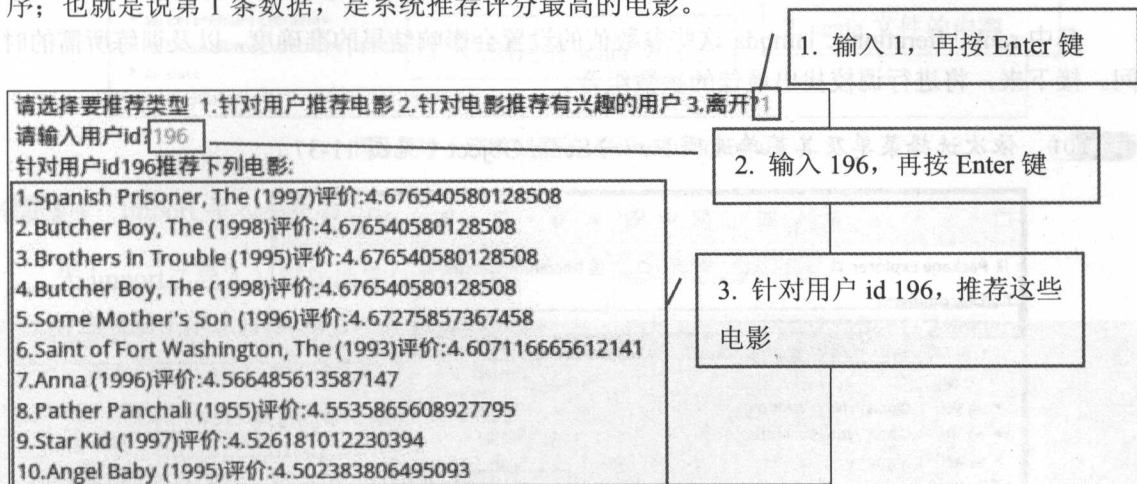 序；也就是说第 1 条数据，是系统推荐评分最高的电影。
1. 输入 1，再按 Enter 键
请选择要推荐类型 1.针对用户推荐电影 2.针对电影推荐有兴趣的用户 3.离开?1
请输入用户id?196
2. 输入 196，再按 Enter 键
针对用户id196推荐下列电影:
1.Spanish Prisoner, The (1997)评价:4.676540580128508
2.Butcher Boy, The (1998)评价:4.676540580128508
3.Brothers in Trouble (1995)评价:4.676540580128508
4.Butcher Boy, The (1998)评价:4.676540580128508
5.Some Mother's Son (1996)评价:4.67275857367458
6.Saint of Fort Washington, The (1993)评价:4.6071166665612141
7.Anna (1996)评价:4.566485613587147
8.Pather Panchali (1955)评价:4.5535865608927795
9.Star Kid (1997)评价:4.526181012230394
10.Angel Baby (1995)评价:4.5023838064950​93
3. 针对用户 id 196，推荐这些
电影